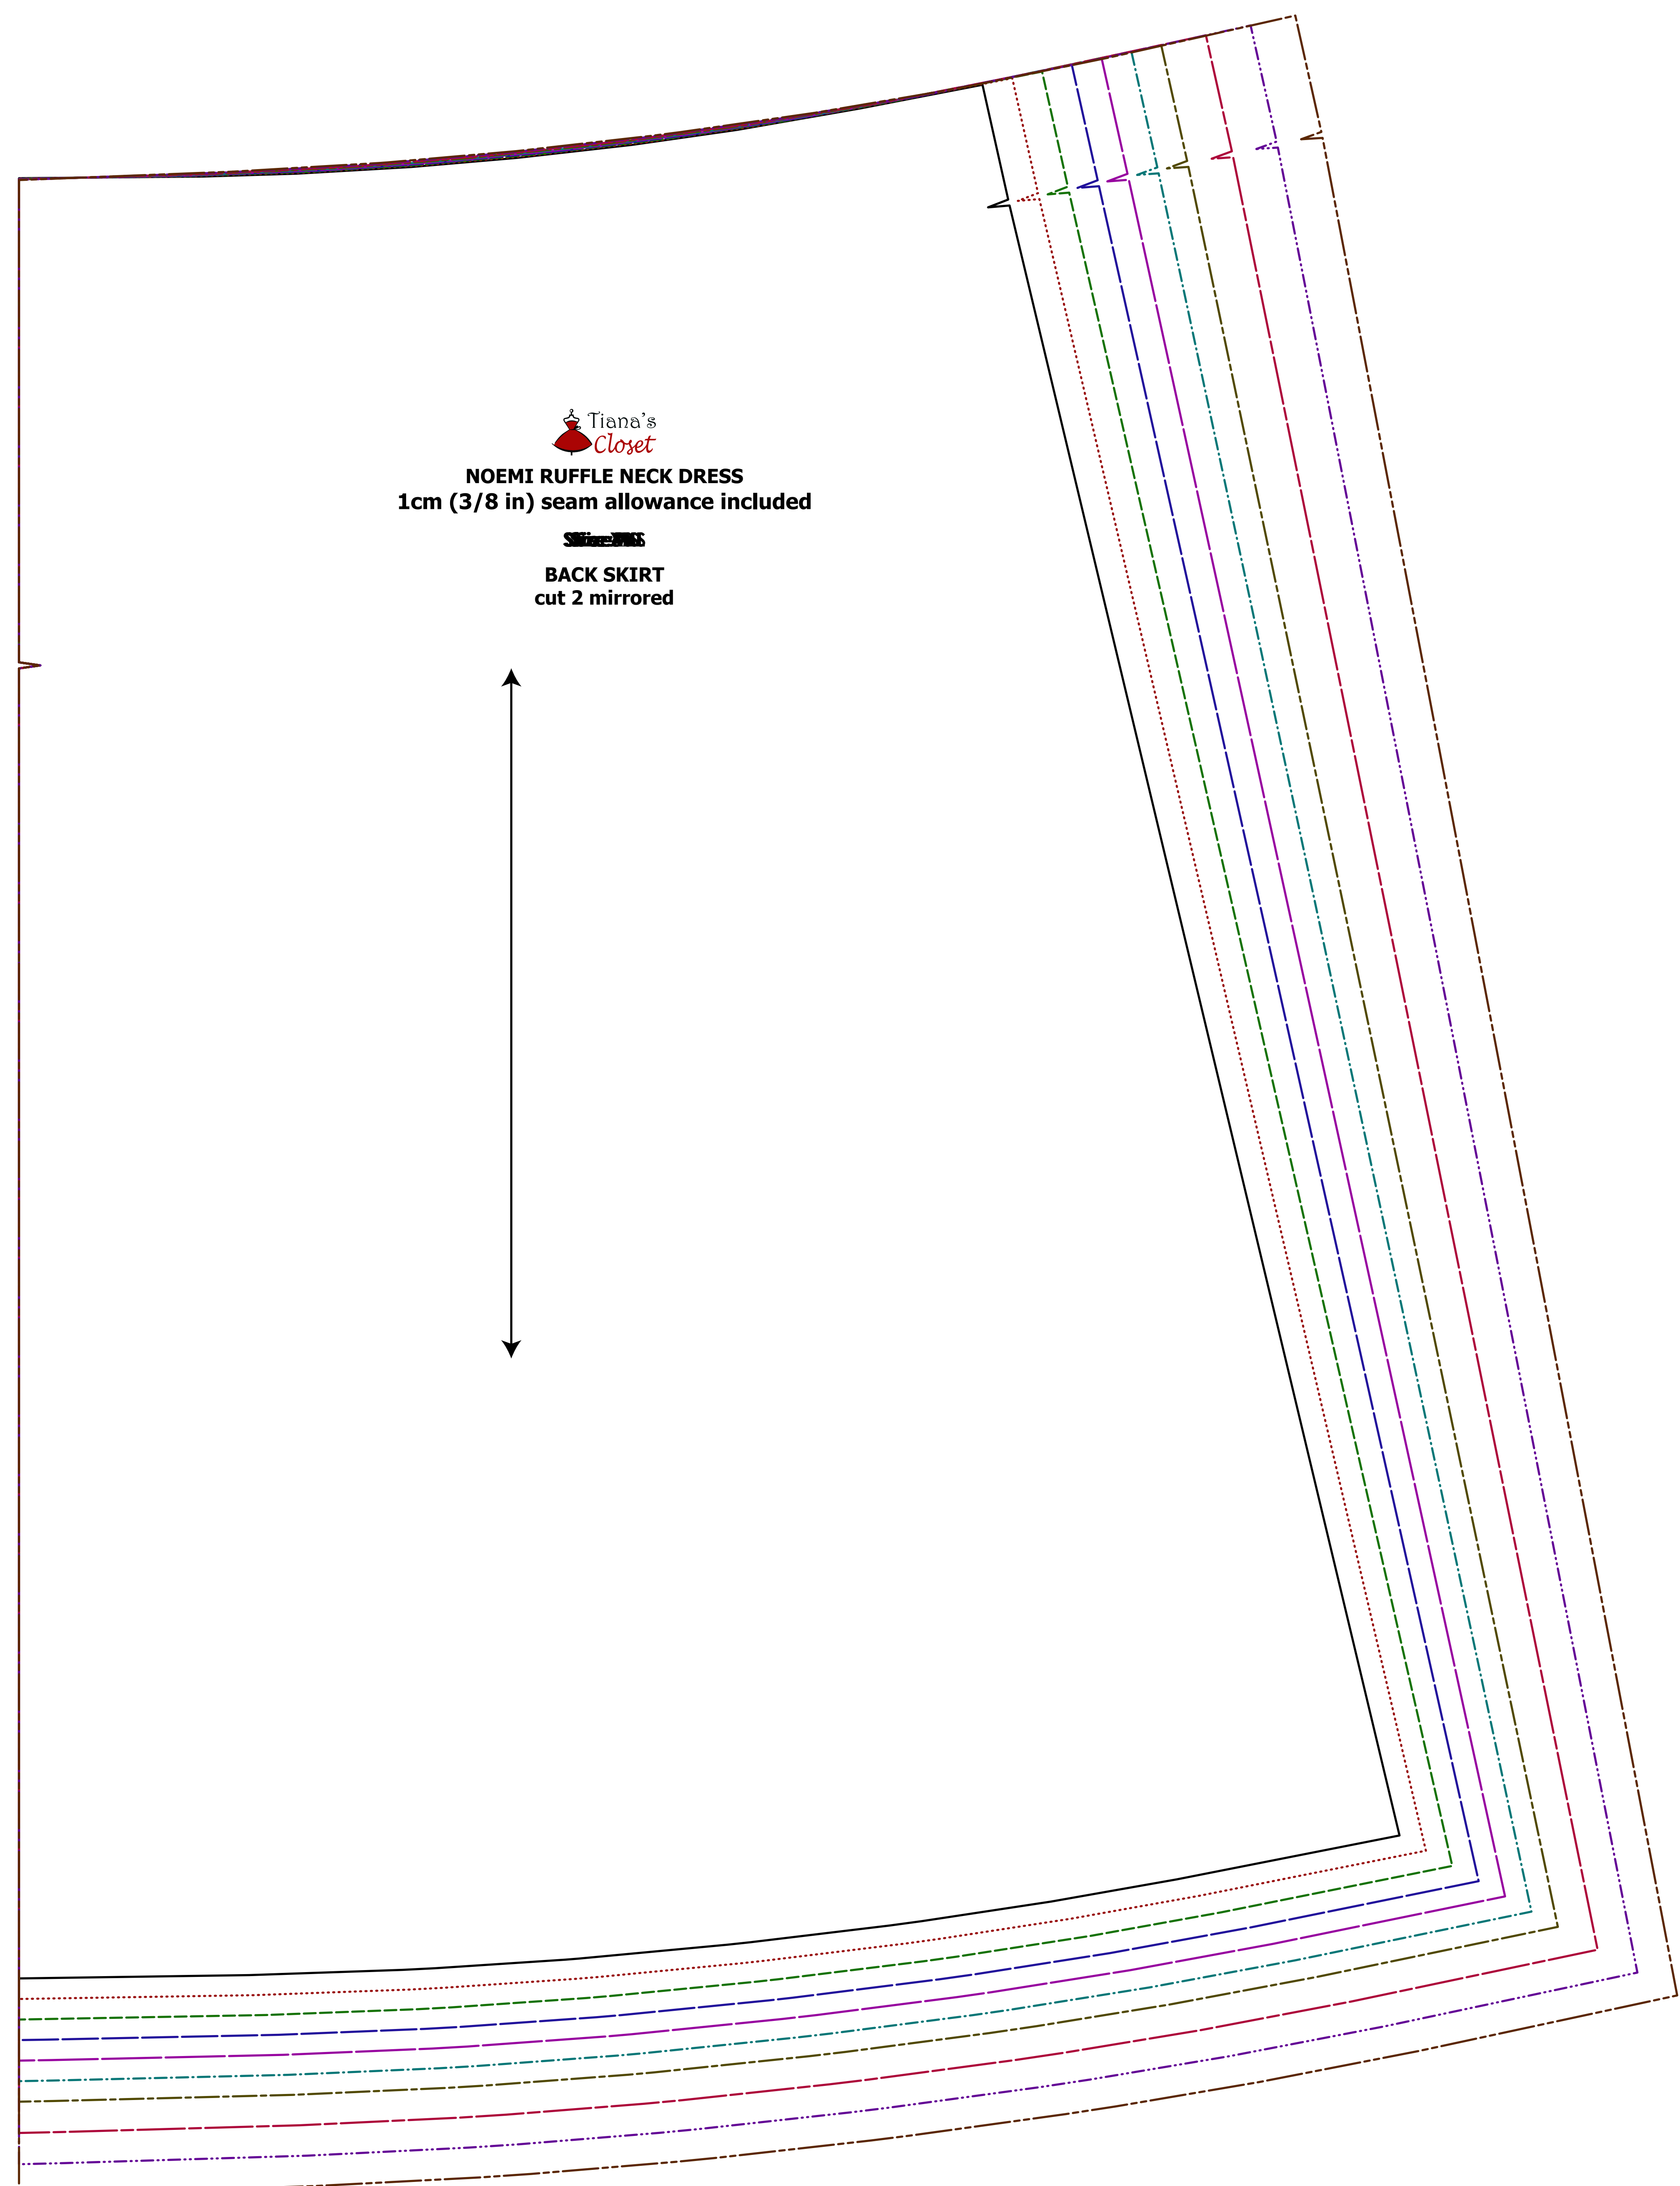 Tiana's
Closet
NOEMI RUFFLE NECK DRESS
1cm (3/8 in) seam allowance included
BACK SKIRT
cut 2 mirrored